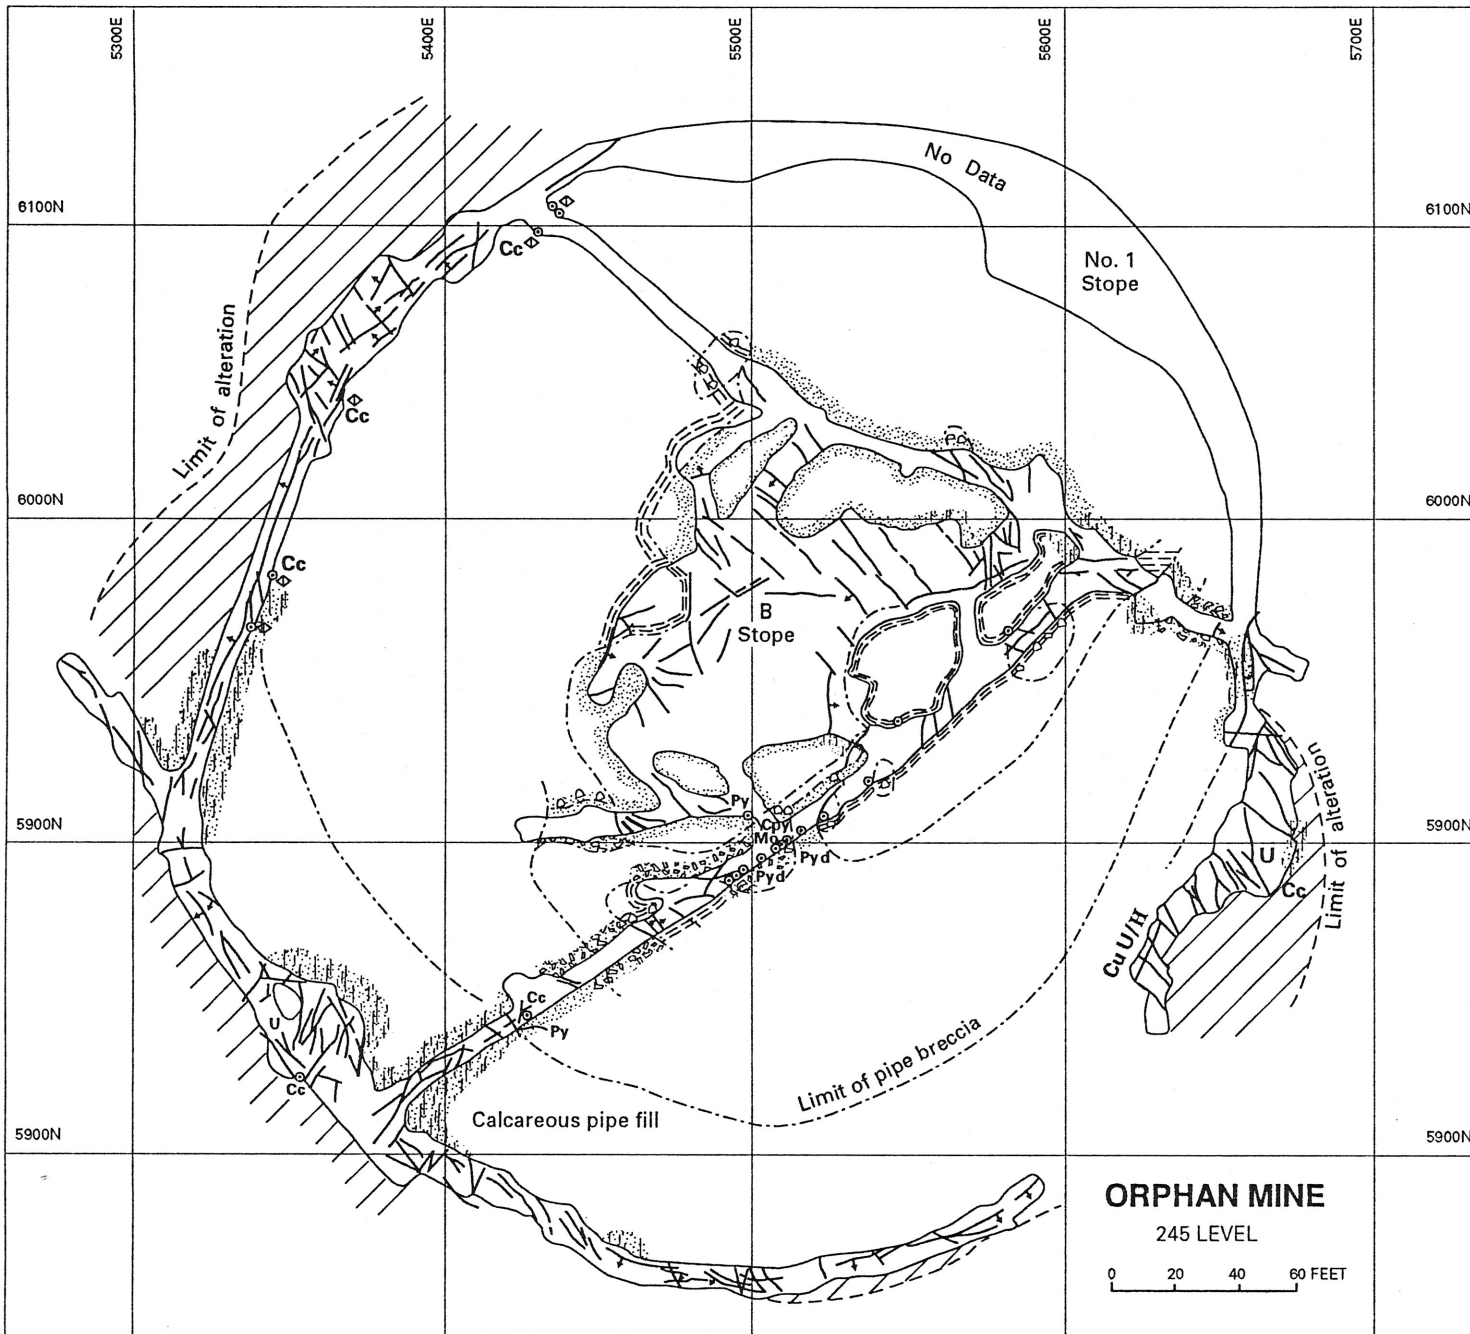 5300E
5400E
5500E
5600E
5700E
No Data
6100N
6100N
Cc
No. 1
Stope
Limit of alteration
Cc
6000N
6000N
Cc
B
Stope
Py
Cpy
Mo
Pyd
Pyd
5900N
5900N
U
Cc
Limit of alteration
Cu U/H
Cc
Py
U
Cc
Limit of pipe breccia
Calcareous pipe fill
5900N
5900N
ORPHAN MINE
245 LEVEL
0 20 40 60 FEET